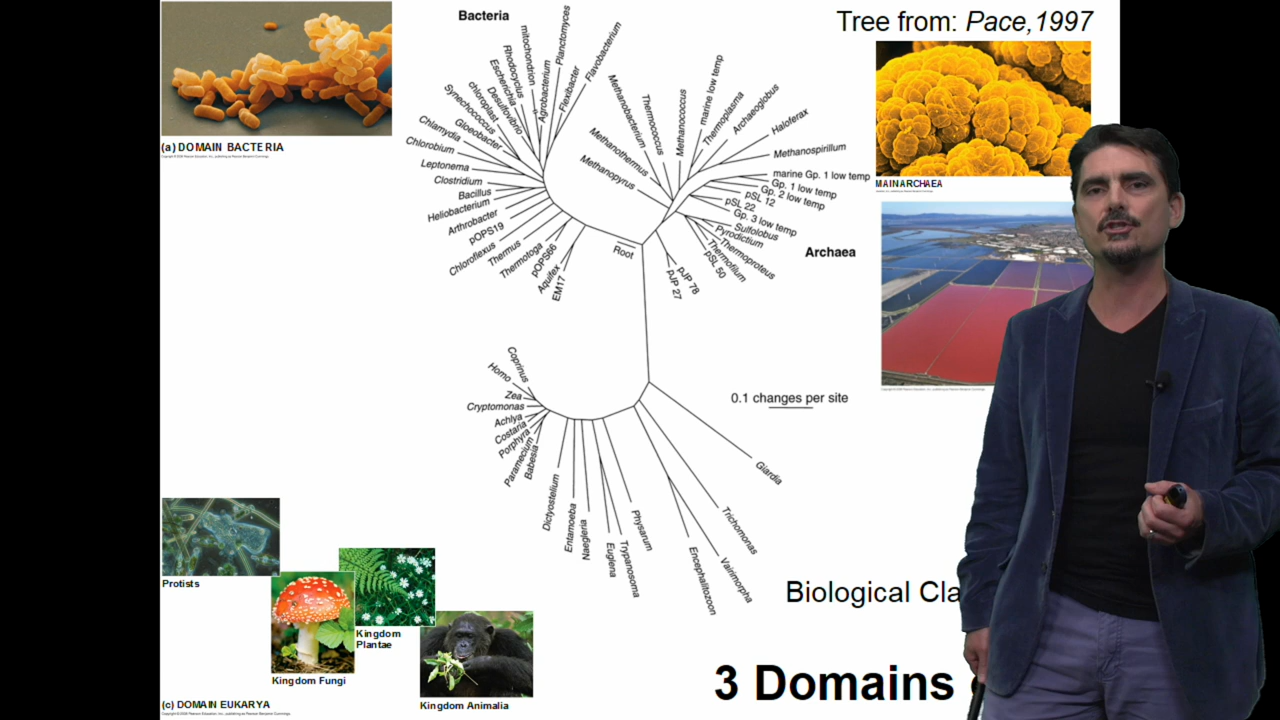 Bacteria
Tree from: Pace,1997
(a) DOMAIN BACTERIA
MAIN ARCHAEA
Planctomyces
Flavobacterium
mitochondrion
Rhodocyclus
Escherichia
Desulfovibrio
Agrobacterium
Flexibacter
chloroplast
Synechococcus
Gloeobacter
Chlamydia
Chlorobium
Leptonema
Clostridium
Bacillus
Heliobacterium
Arthrobacter
pOPS19
Chloroflexus
Thermus
Thermotoga
pOPS66
Aquifex
EM17
Root
Methanobacterium
Thermococcus
Methanothermus
Methanopyrus
Methanococcus
marine low temp
Thermoplasma
Archaeoglobus
Haloferax
Methanospirillum
marine Gp. 1 low temp
Gp. 1 low temp
Gp. 2 low temp
pSL 12
pSL 22
Gp. 3 low temp
Sulfolobus
Pyrodictium
Thermoproteus
Thermofilum
pSL 50
pJP 78
pJP 27
Archaea
Coprinus
Homo
Zea
Cryptomonas
Achlya
Costaria
Porphyra
Paramecium
Babesia
Dictyostelium
Entamoeba
Naegleria
Euglena
Trypanosoma
Physarum
Encephalitozoon
Vairimorpha
Trichomonas
Giardia
0.1 changes per site
Protists
Kingdom
Plantae
Kingdom Fungi
Kingdom Animalia
(c) DOMAIN EUKARYA
Biological Cla
3 Domains